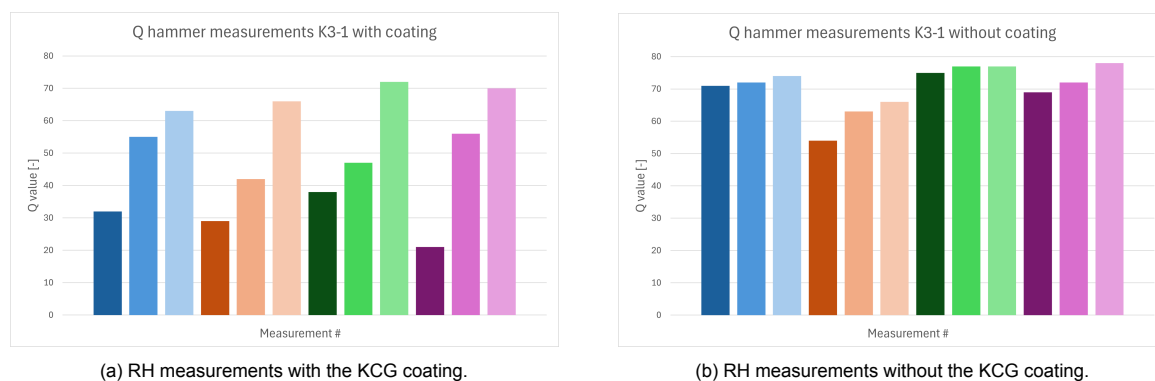 Q hammer measurements K3-1 with coating
80
70
60
50
40
30
20
10
0
Q value [-]
Measurement #
(a) RH measurements with the KCG coating.
Q hammer measurements K3-1 without coating
80
70
60
50
40
30
20
10
0
Q value [-]
Measurement #
(b) RH measurements without the KCG coating.